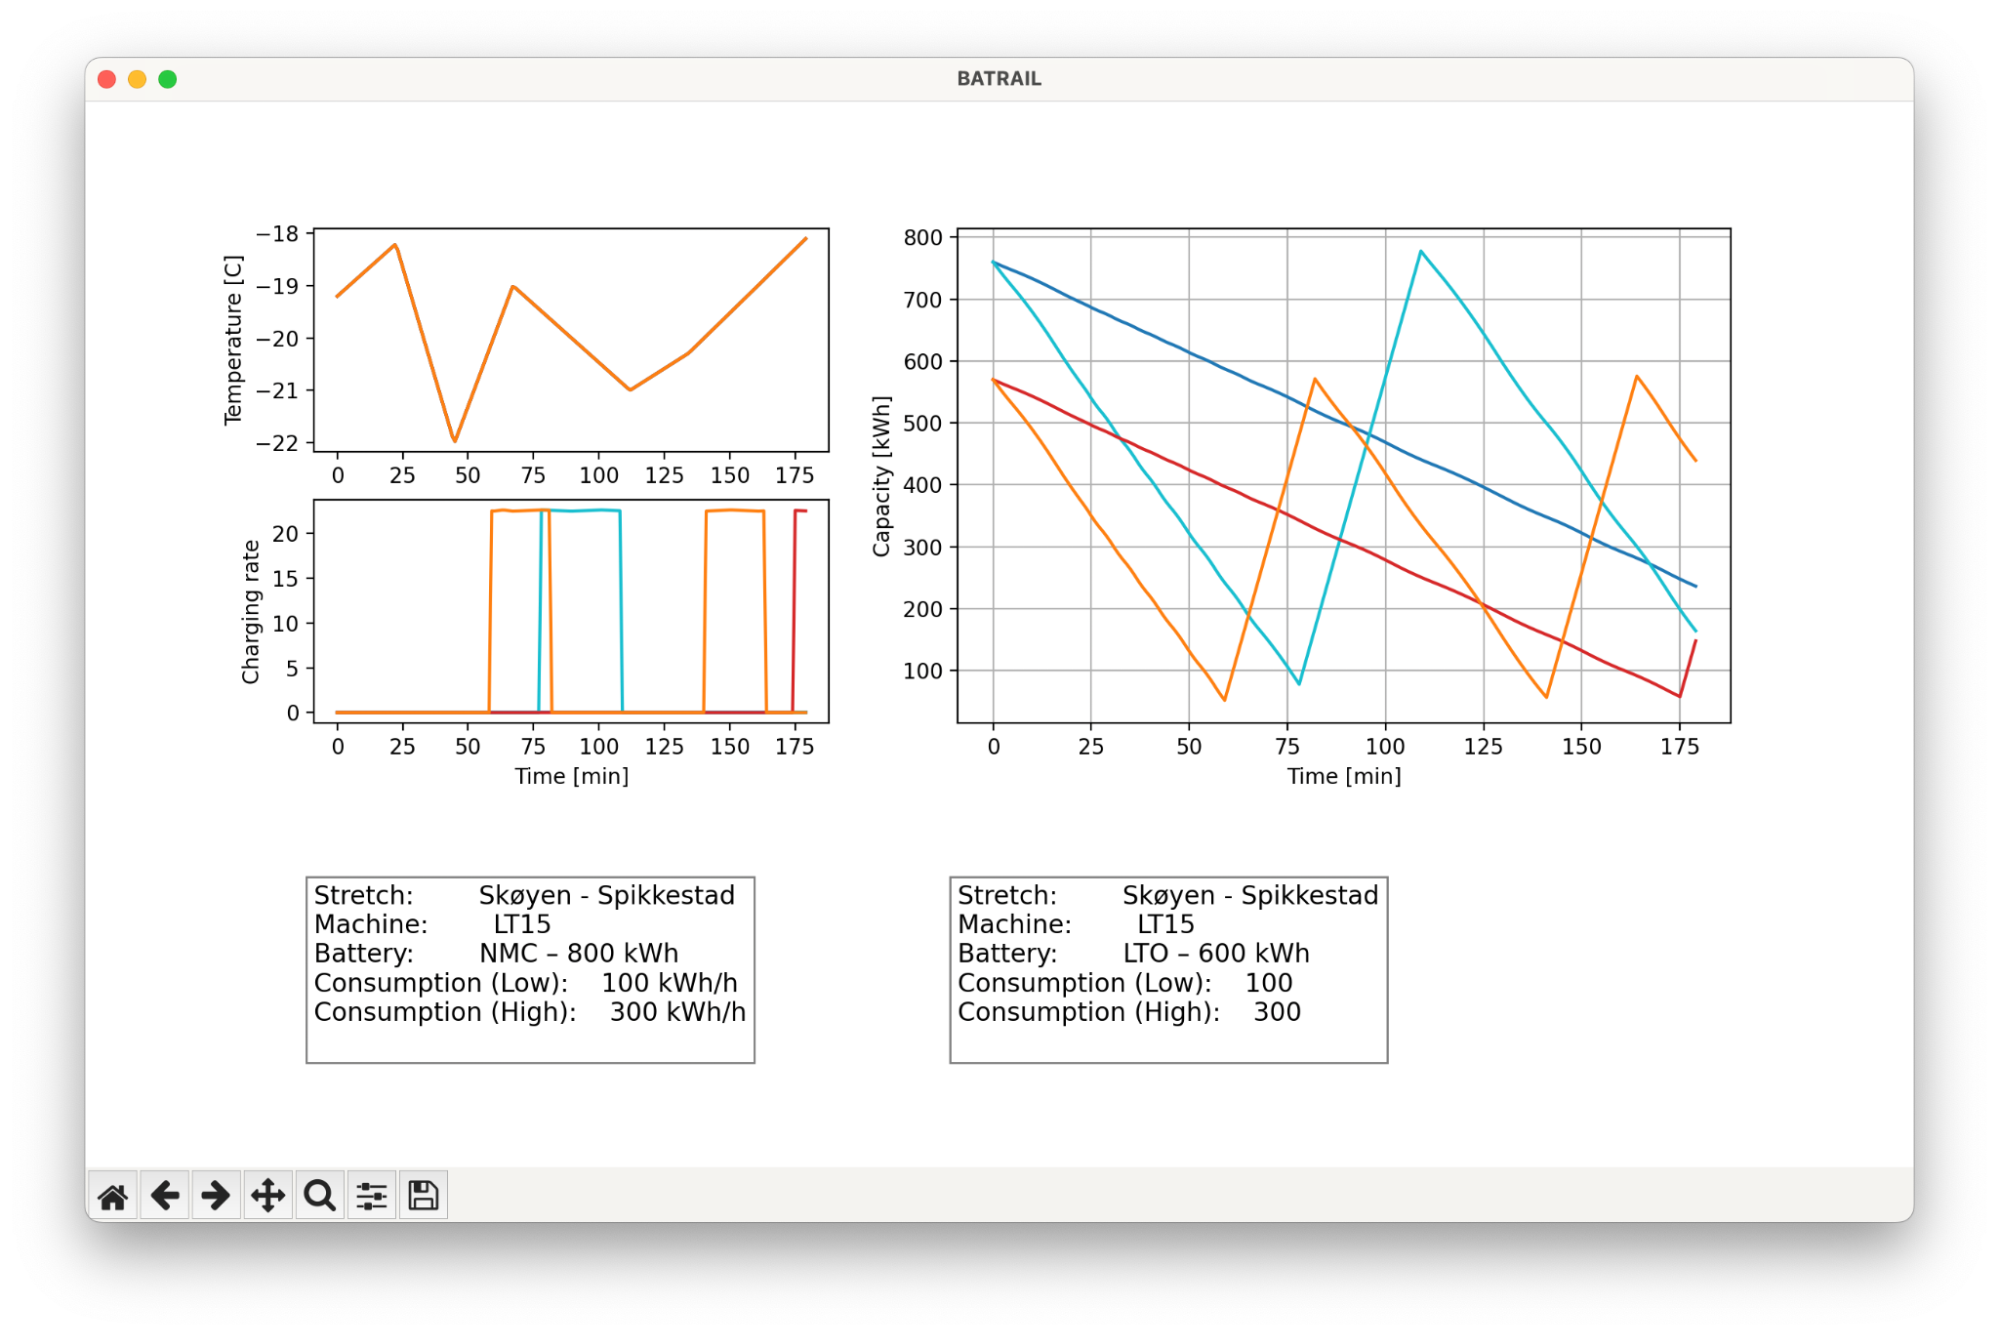 BATRAIL
−18
−19
−20
−21
−22
Temperature [C]
0 25 50 75 100 125 150 175
20
15
10
5
0
Charging rate
0 25 50 75 100 125 150 175
Time [min]
800
700
600
500
400
300
200
100
Capacity [kWh]
0 25 50 75 100 125 150 175
Time [min]
Stretch: Skøyen - Spikkestad
Machine: LT15
Battery: NMC – 800 kWh
Consumption (Low): 100 kWh/h
Consumption (High): 300 kWh/h
Stretch: Skøyen - Spikkestad
Machine: LT15
Battery: LTO – 600 kWh
Consumption (Low): 100
Consumption (High): 300